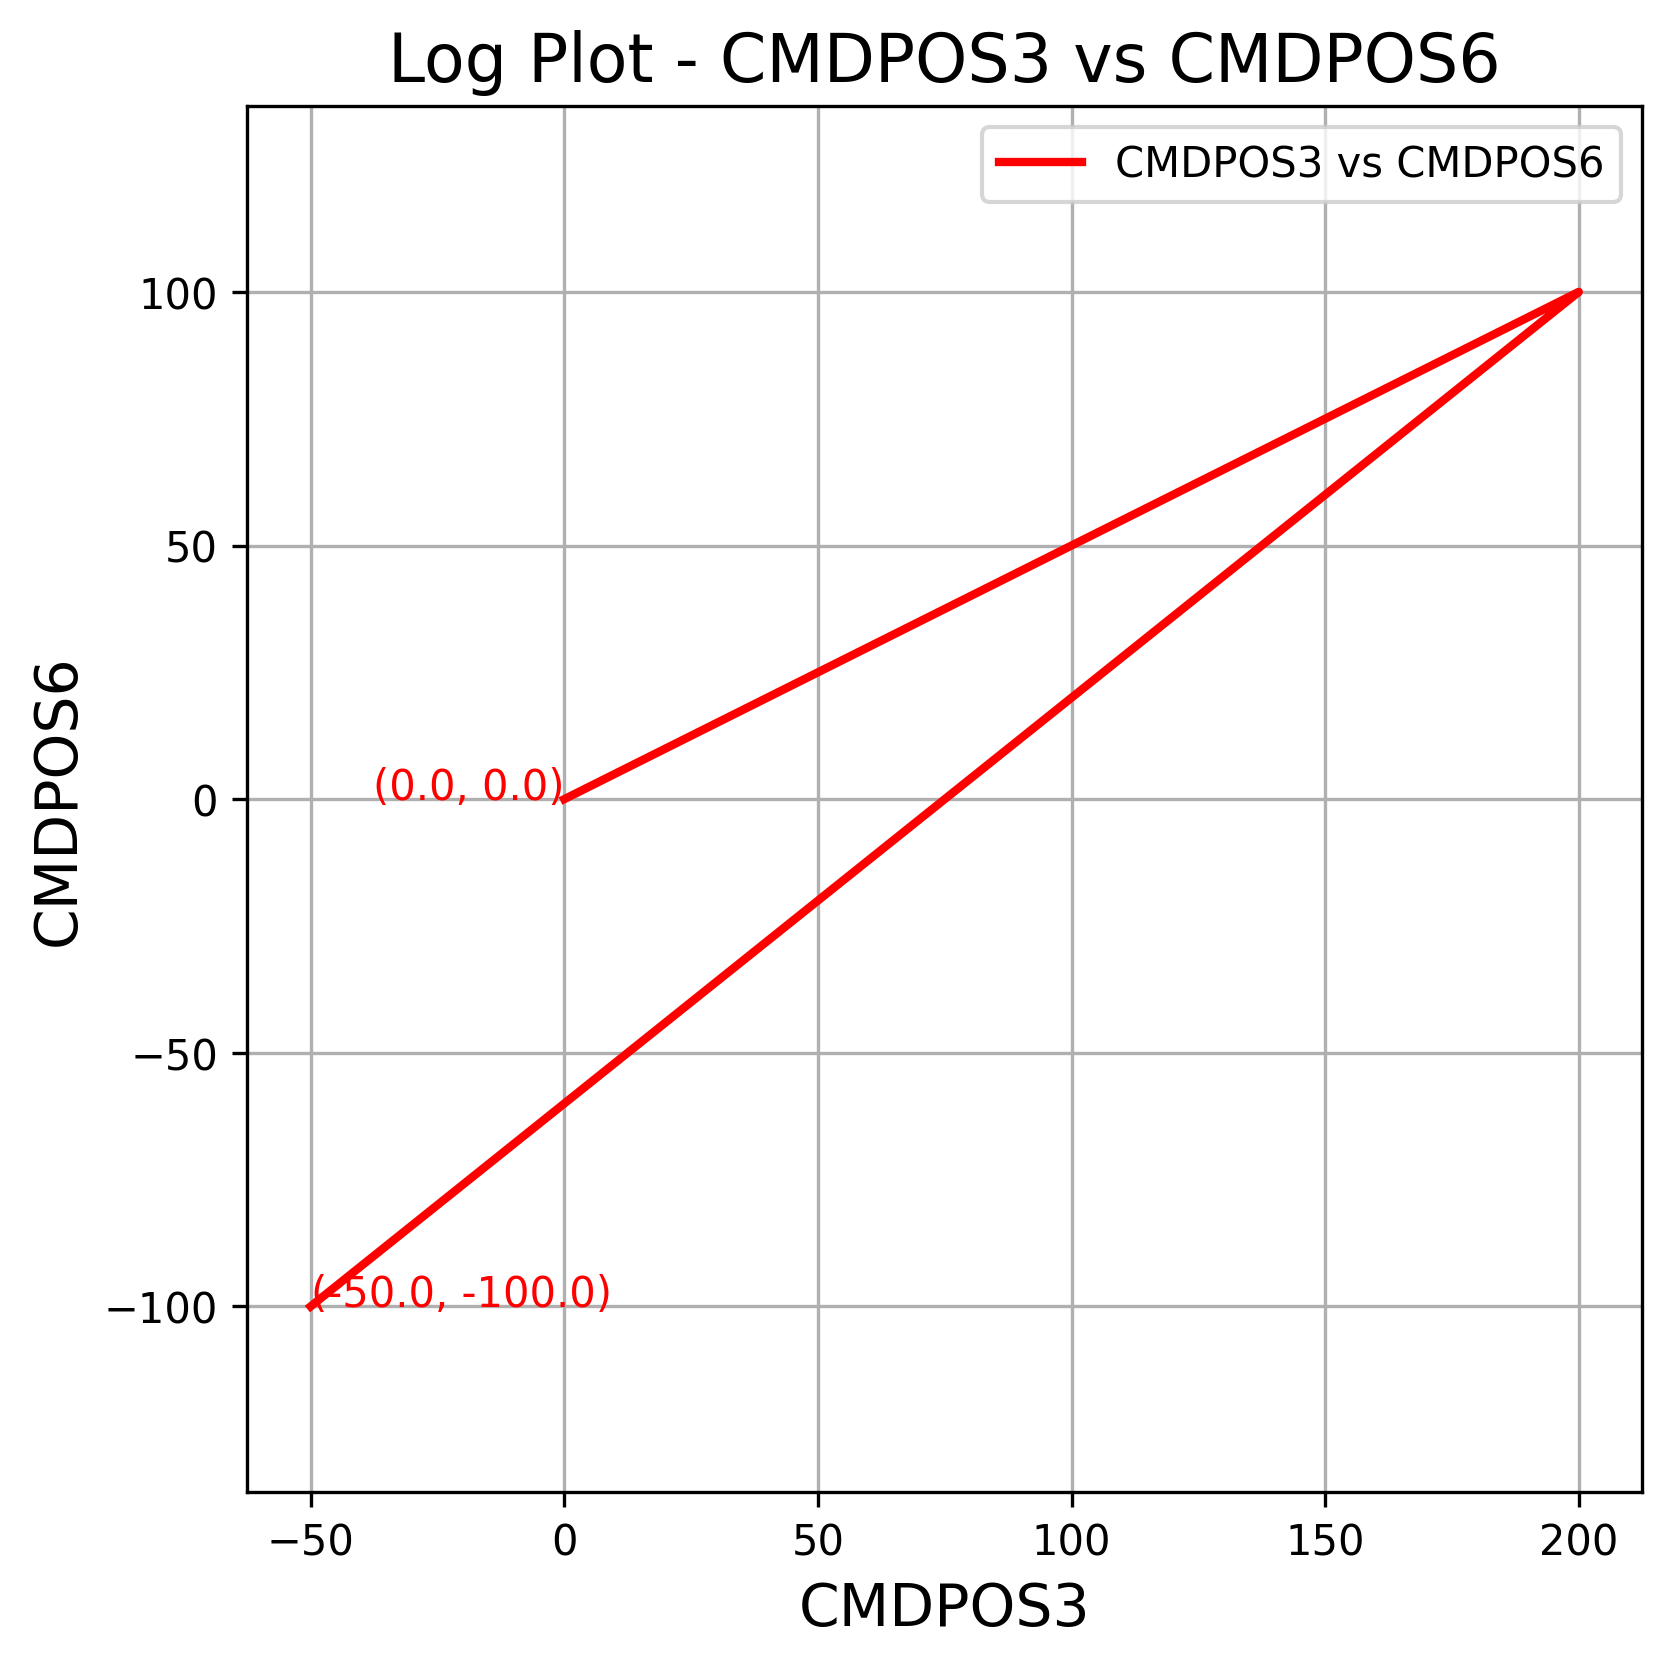 Log Plot - CMDPOS3 vs CMDPOS6
CMDPOS3 vs CMDPOS6
100
50
0
−50
−100
CMDPOS6
(0.0, 0.0)
(-50.0, -100.0)
−50 0 50 100 150 200
CMDPOS3